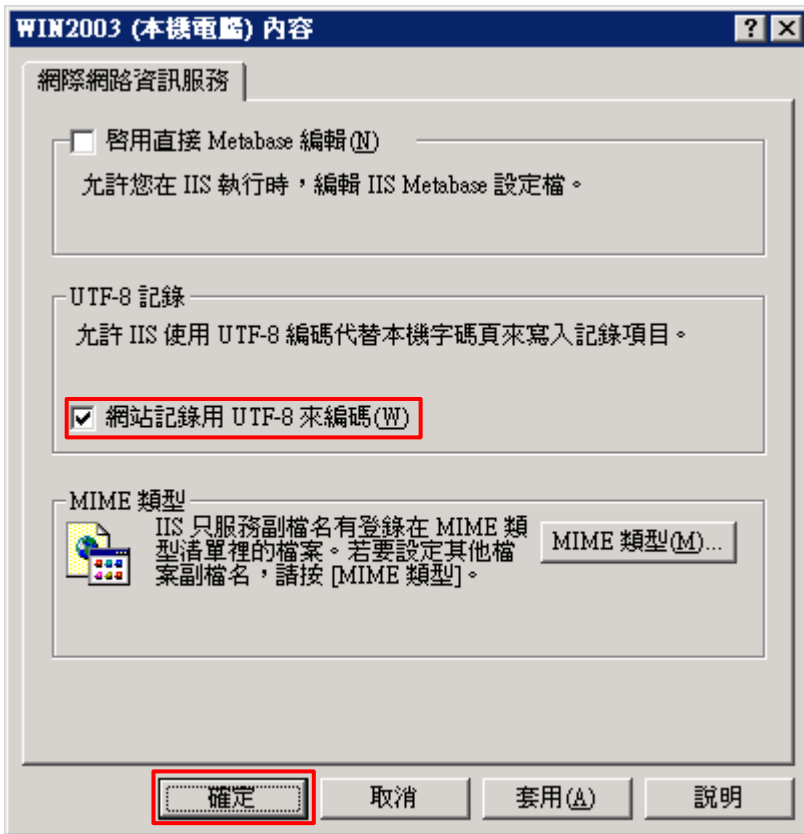 WIN2003 (本機電腦) 內容
網際網路資訊服務
啓用直接 Metabase 編輯(N)
允許您在 IIS 執行時，編輯 IIS Metabase 設定檔。
UTF-8 記錄
允許 IIS 使用 UTF-8 編碼代替本機字碼頁來寫入記錄項目。
網站記錄用 UTF-8 來編碼(W)
MIME 類型
IIS 只服務副檔名有登錄在 MIME 類
型清單裡的檔案。若要設定其他檔
案副檔名，請按 [MIME 類型]。
MIME 類型(M)...
確定 取消 套用(A) 說明